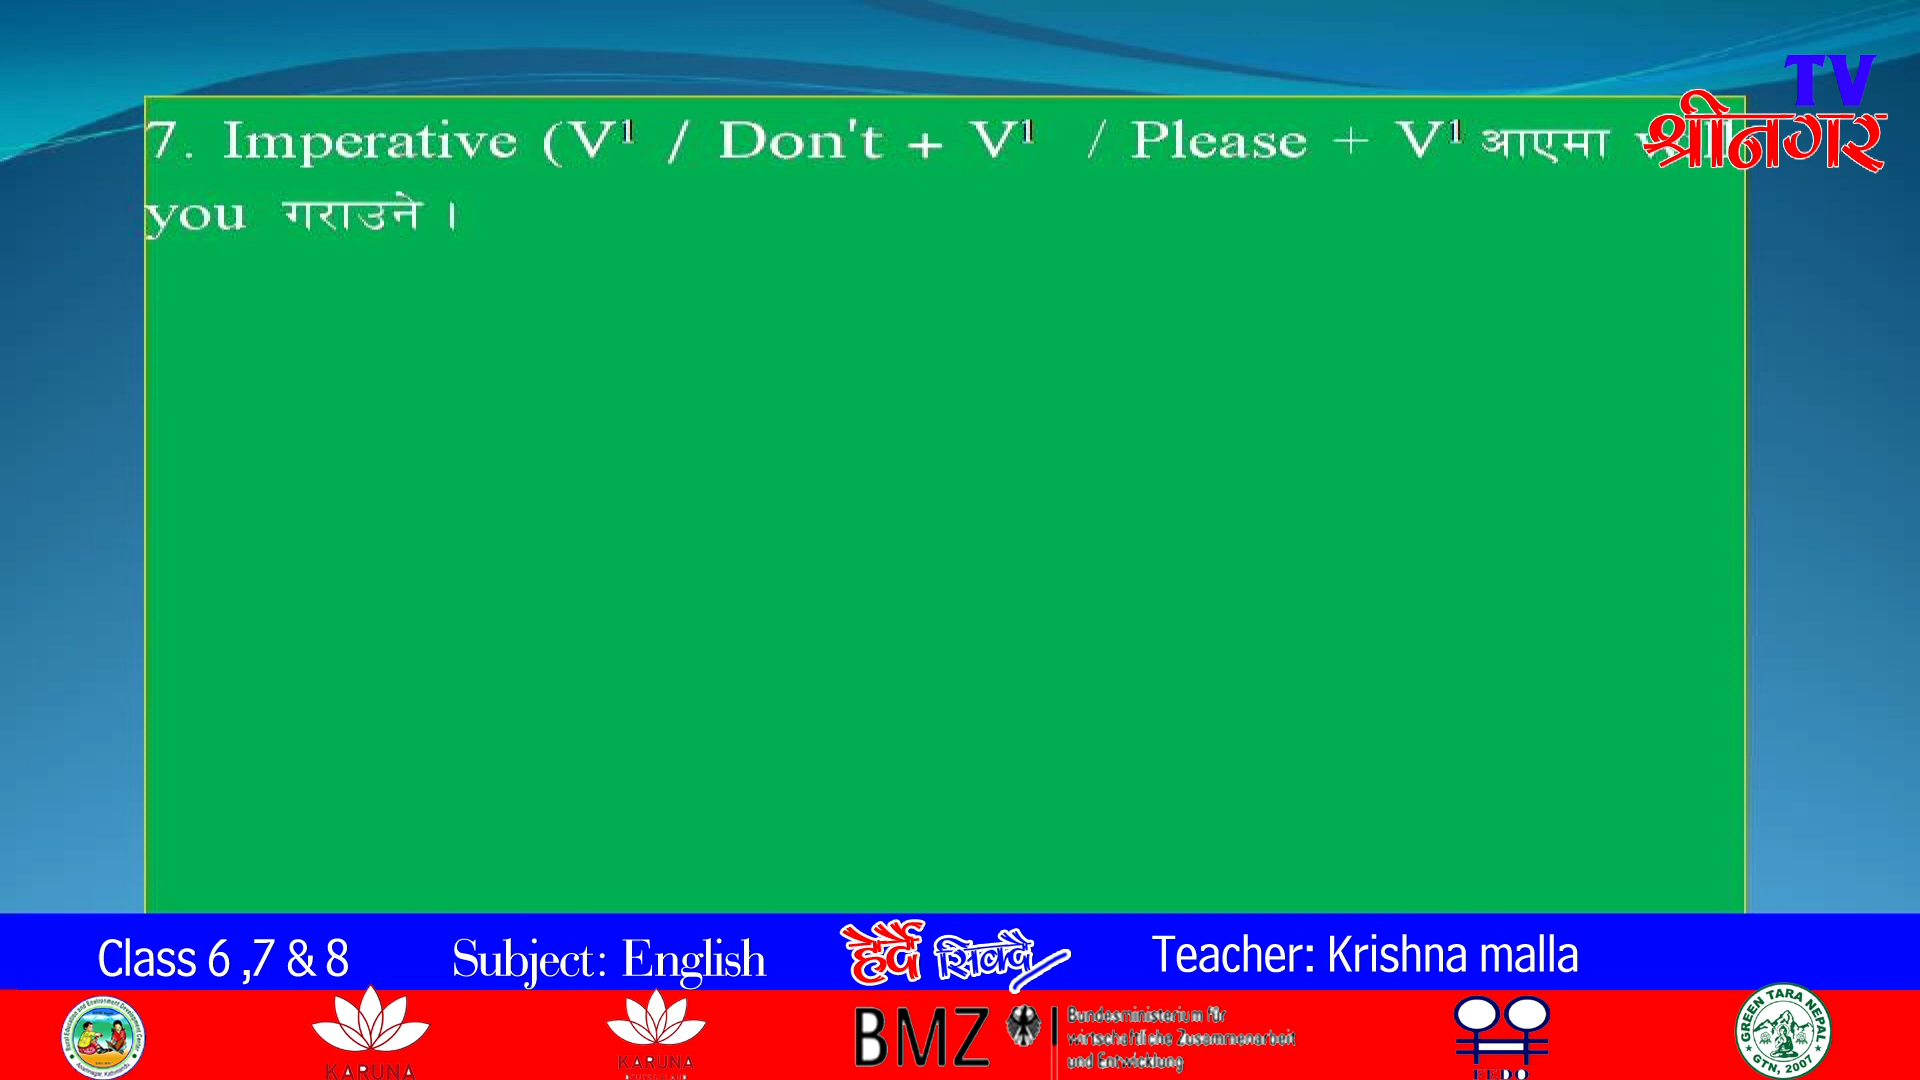 TV
श्रीनगर
7. Imperative (V¹ / Don't + V¹ / Please + V¹ आएमा
you गराउने ।
Class 6 ,7 & 8 Subject: English हेर्दै सिक्दै Teacher: Krishna malla
KARUNA
KARUNA
BMZ
Bundesministerium für
wirtschaftliche Zusammenarbeit
und Entwicklung
FEDO
GREEN TARA NEPAL
GTN, 2007